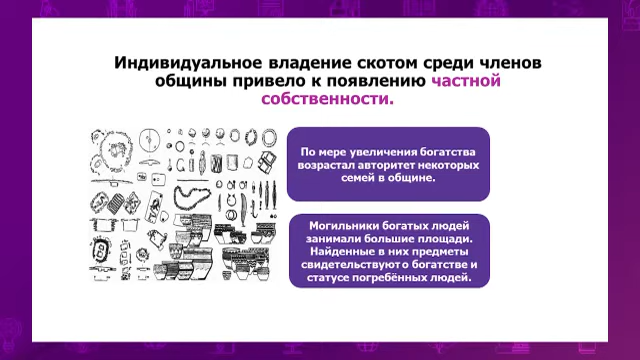 Индивидуальное владение скотом среди членов
общины привело к появлению частной
собственности.
По мере увеличения богатства
возрастал авторитет некоторых
семей в общине.
Могильники богатых людей
занимали большие площади.
Найденные в них предметы
свидетельствуют о богатстве и
статусе погребённых людей.